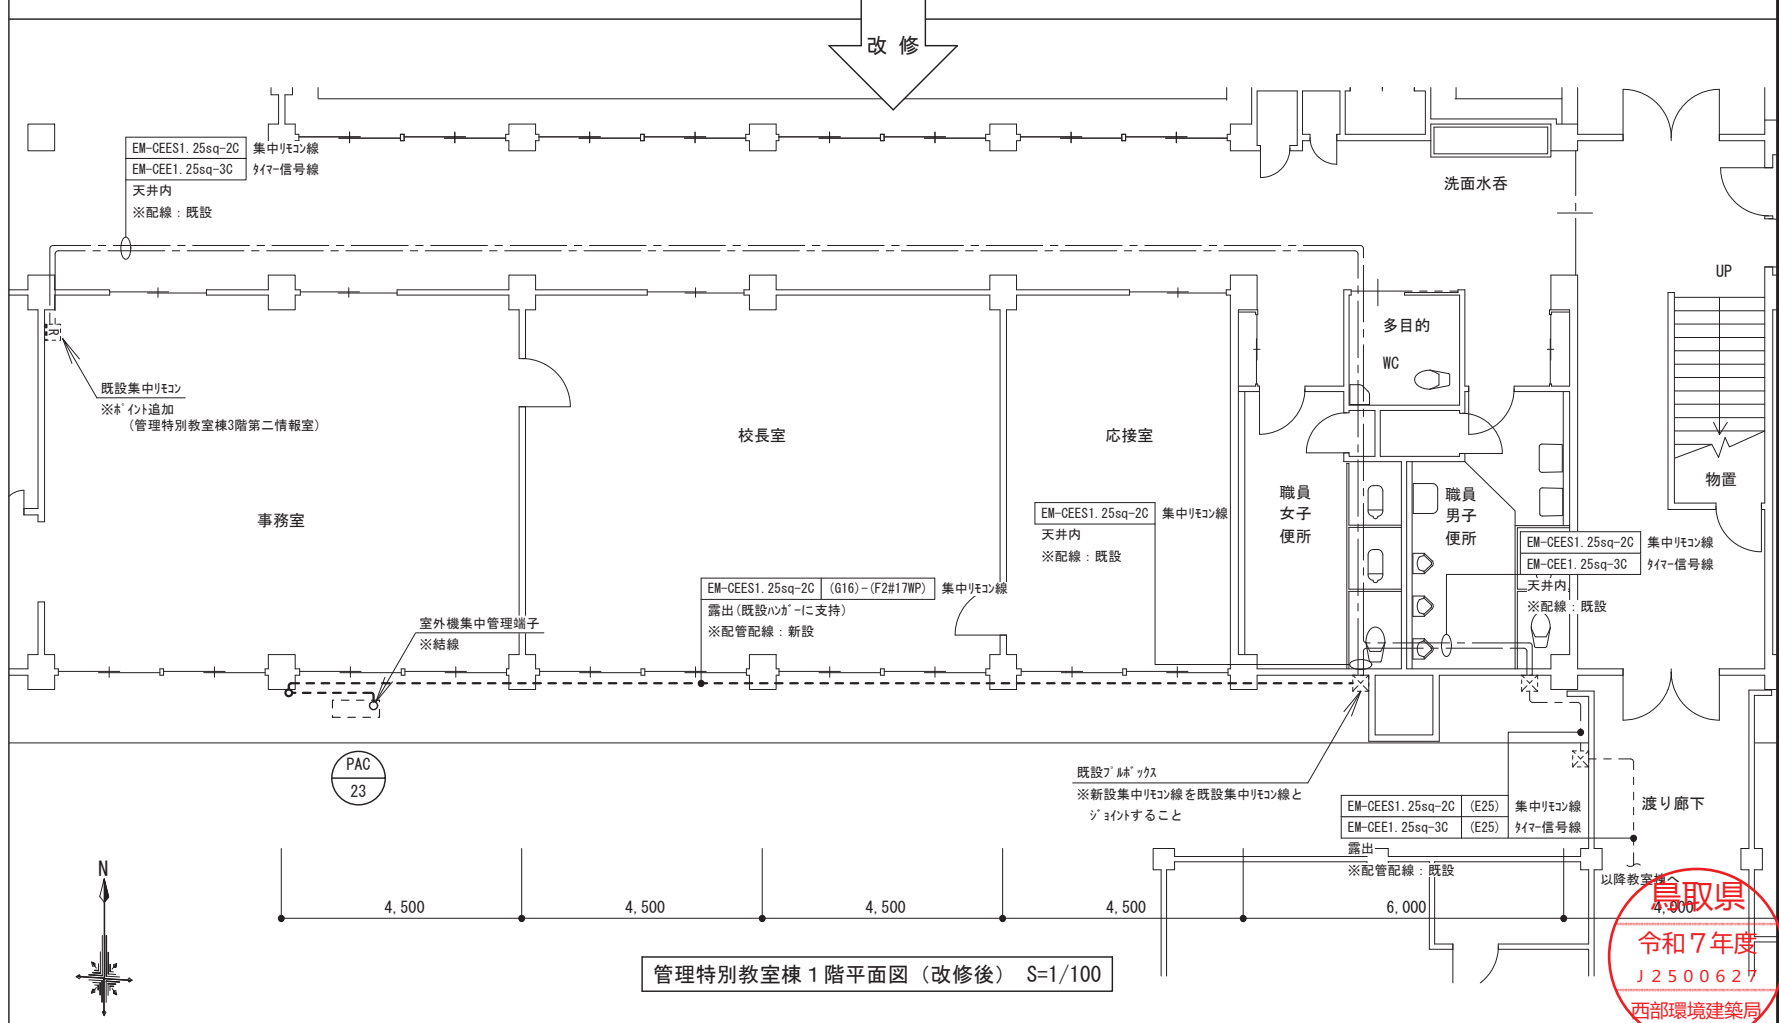 改 修
EM-CEES1.25sq-2C 集中ﾘﾓｺﾝ線
EM-CEE1.25sq-3C ﾀｲﾏｰ信号線
天井内
※配線：既設
洗面水呑
UP
多目的
WC
R
既設集中ﾘﾓｺﾝ
※ﾎﾟｲﾝﾄ追加
(管理特別教室棟3階第二情報室)
校長室
応接室
物置
事務室
職員
女子
便所
職員
男子
便所
EM-CEES1.25sq-2C 集中ﾘﾓｺﾝ線
天井内
※配線：既設
EM-CEES1.25sq-2C 集中ﾘﾓｺﾝ線
EM-CEE1.25sq-3C ﾀｲﾏｰ信号線
天井内
※配線：既設
EM-CEES1.25sq-2C (G16)-(F2#17WP) 集中ﾘﾓｺﾝ線
露出(既設ﾊﾝｶﾞｰに支持)
※配管配線：新設
室外機集中管理端子
※結線
PAC
23
既設ﾌﾟﾙﾎﾞｯｸｽ
※新設集中ﾘﾓｺﾝ線を既設集中ﾘﾓｺﾝ線と
ｼﾞｮｲﾝﾄすること
EM-CEES1.25sq-2C (E25) 集中ﾘﾓｺﾝ線
EM-CEE1.25sq-3C (E25) ﾀｲﾏｰ信号線
露出
※配管配線：既設
渡り廊下
以降教室棟へ
N
4,500 4,500 4,500 4,500 6,000 4,000
管理特別教室棟１階平面図（改修後） S=1/100
鳥取県
令和７年度
Ｊ２５００６２７
西部環境建築局